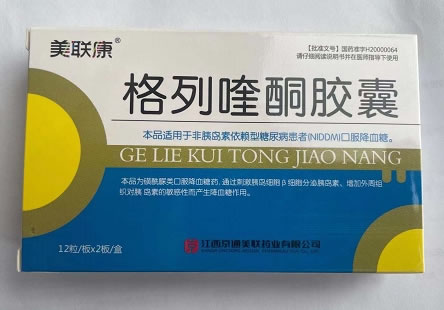 美联康®
【批准文号】国药准字H20000064
请仔细阅读说明书并在医师指导下使用
格列喹酮胶囊
本品适用于非胰岛素依赖型糖尿病患者(NIDDM)口服降血糖。
GE LIE KUI TONG JIAO NANG
本品为磺酰脲类口服降血糖药,通过刺激胰岛细胞β细胞分泌胰岛素、增加外周组
织对胰岛素的敏感性而产生降血糖作用。
12粒/板x2板/盒
江西京通美联药业有限公司